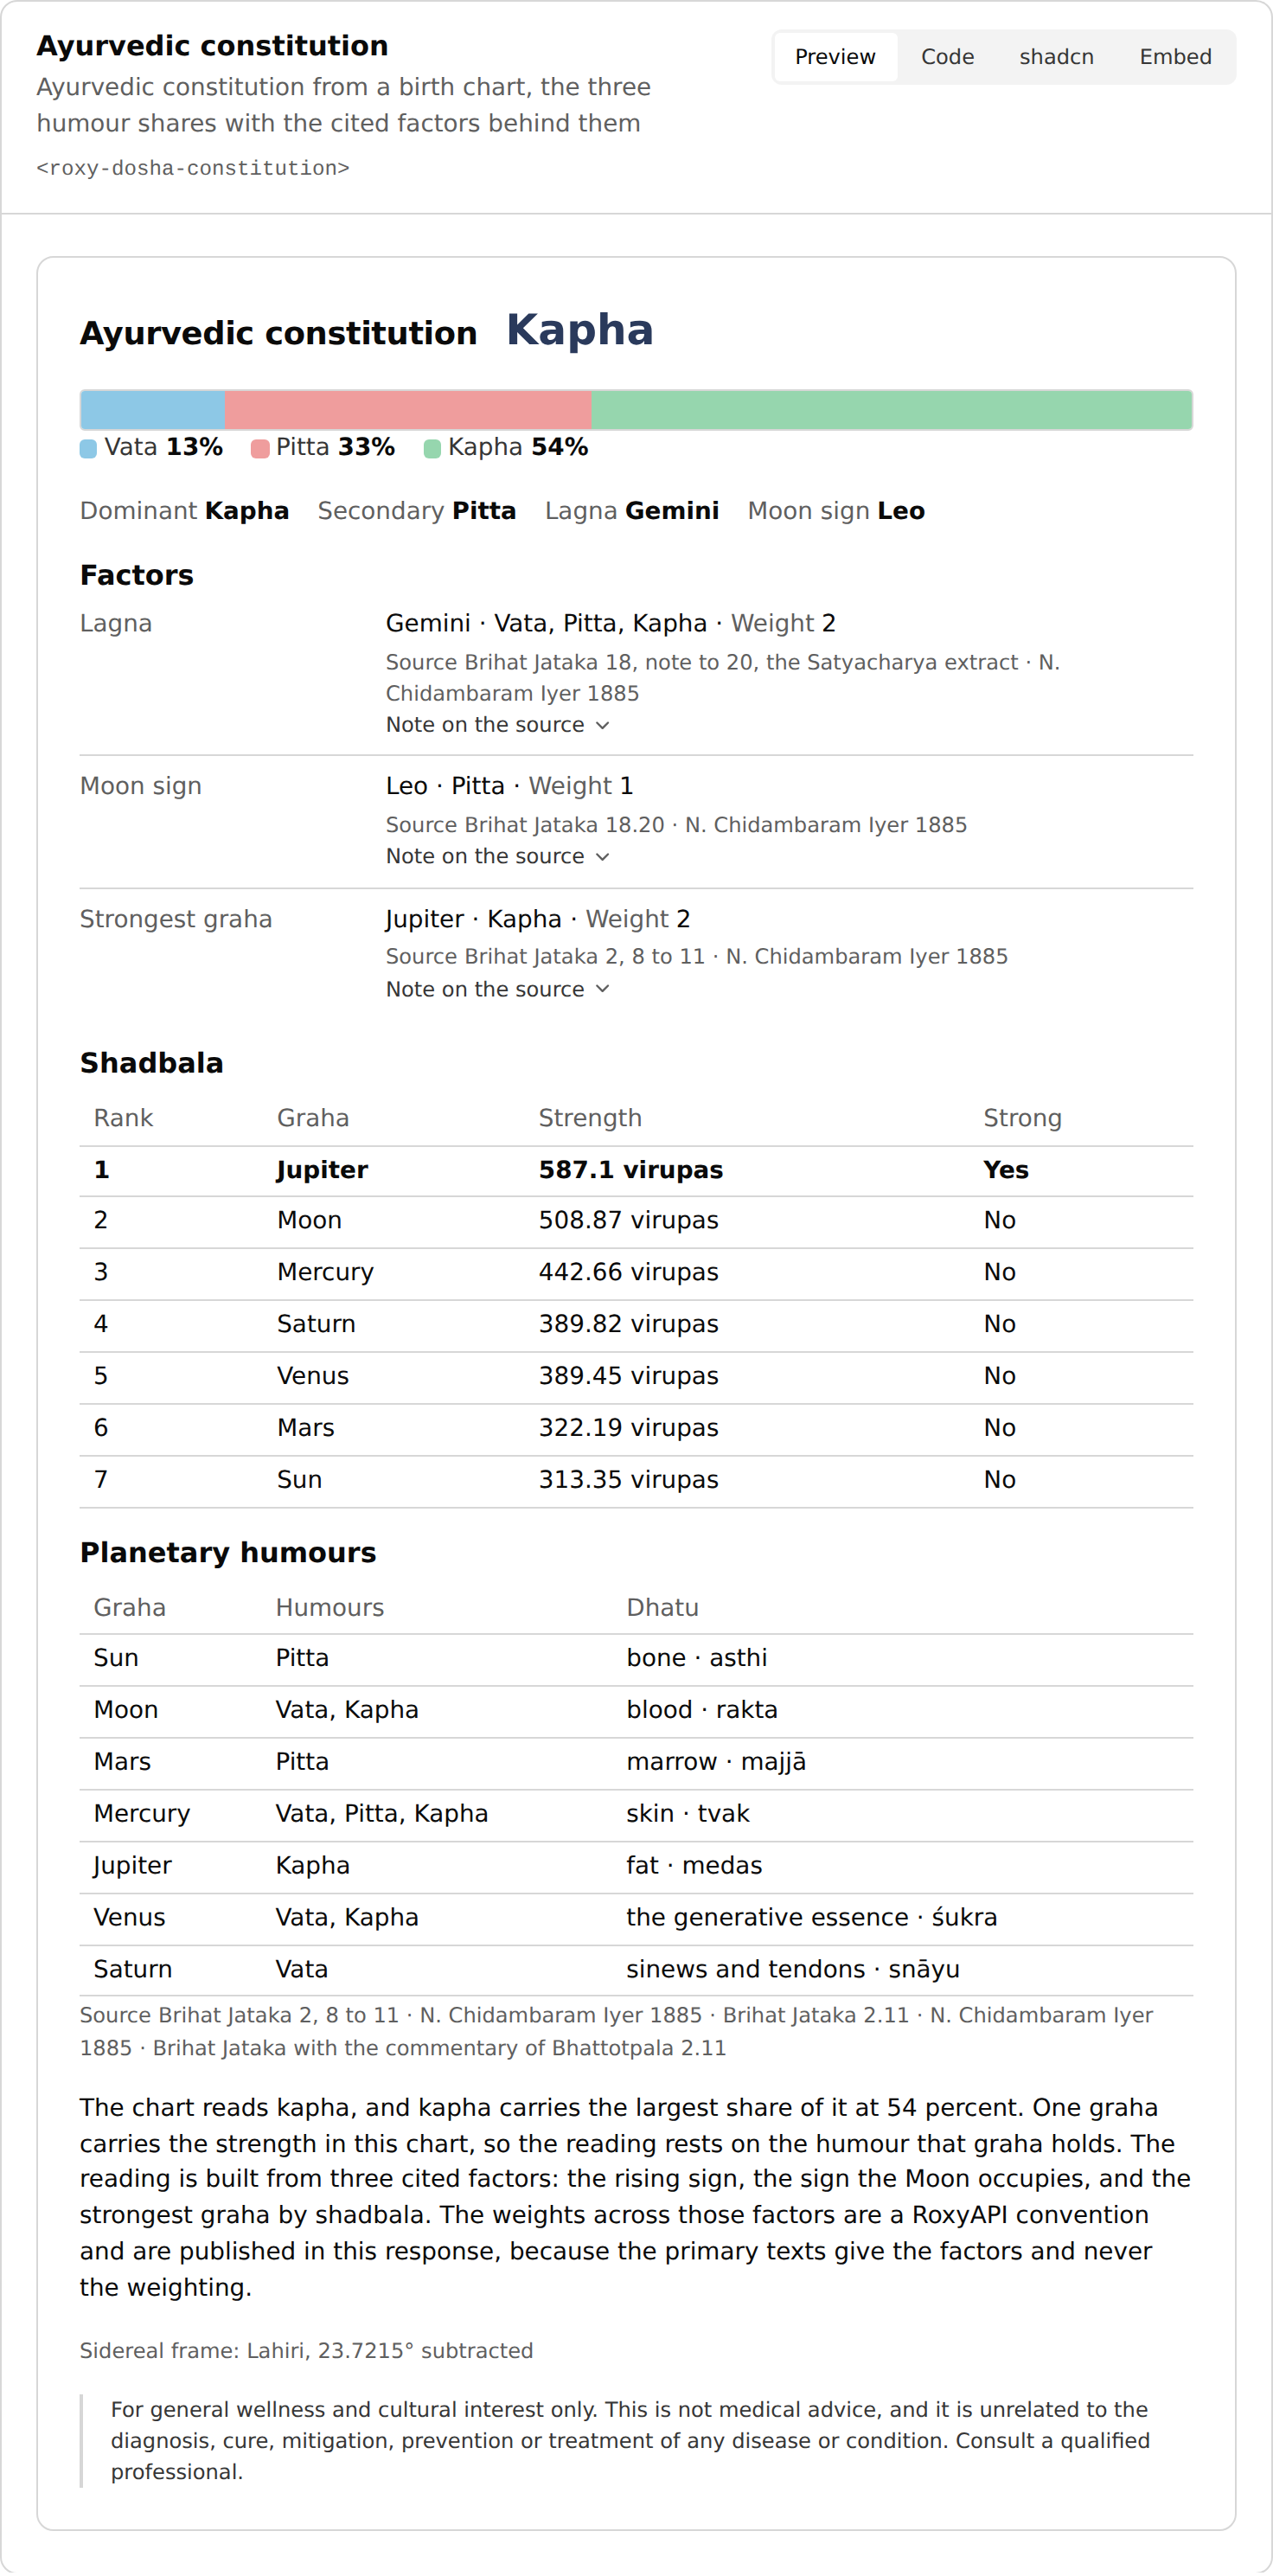 Ayurvedic constitution
Preview Code shadcn Embed
Ayurvedic constitution from a birth chart, the three
humour shares with the cited factors behind them
<roxy-dosha-constitution>
Ayurvedic constitution Kapha
Vata 13% Pitta 33% Kapha 54%
Dominant Kapha Secondary Pitta Lagna Gemini Moon sign Leo
Factors
Lagna Gemini · Vata, Pitta, Kapha · Weight 2
Source Brihat Jataka 18, note to 20, the Satyacharya extract · N.
Chidambaram Iyer 1885
Note on the source
Moon sign Leo · Pitta · Weight 1
Source Brihat Jataka 18.20 · N. Chidambaram Iyer 1885
Note on the source
Strongest graha Jupiter · Kapha · Weight 2
Source Brihat Jataka 2, 8 to 11 · N. Chidambaram Iyer 1885
Note on the source
Shadbala
Rank Graha Strength Strong
1 Jupiter 587.1 virupas Yes
2 Moon 508.87 virupas No
3 Mercury 442.66 virupas No
4 Saturn 389.82 virupas No
5 Venus 389.45 virupas No
6 Mars 322.19 virupas No
7 Sun 313.35 virupas No
Planetary humours
Graha Humours Dhatu
Sun Pitta bone · asthi
Moon Vata, Kapha blood · rakta
Mars Pitta marrow · majjā
Mercury Vata, Pitta, Kapha skin · tvak
Jupiter Kapha fat · medas
Venus Vata, Kapha the generative essence · śukra
Saturn Vata sinews and tendons · snāyu
Source Brihat Jataka 2, 8 to 11 · N. Chidambaram Iyer 1885 · Brihat Jataka 2.11 · N. Chidambaram Iyer
1885 · Brihat Jataka with the commentary of Bhattotpala 2.11
The chart reads kapha, and kapha carries the largest share of it at 54 percent. One graha
carries the strength in this chart, so the reading rests on the humour that graha holds. The
reading is built from three cited factors: the rising sign, the sign the Moon occupies, and the
strongest graha by shadbala. The weights across those factors are a RoxyAPI convention
and are published in this response, because the primary texts give the factors and never
the weighting.
Sidereal frame: Lahiri, 23.7215° subtracted
For general wellness and cultural interest only. This is not medical advice, and it is unrelated to the
diagnosis, cure, mitigation, prevention or treatment of any disease or condition. Consult a qualified
professional.